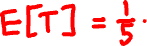 E[T] = 1/5.